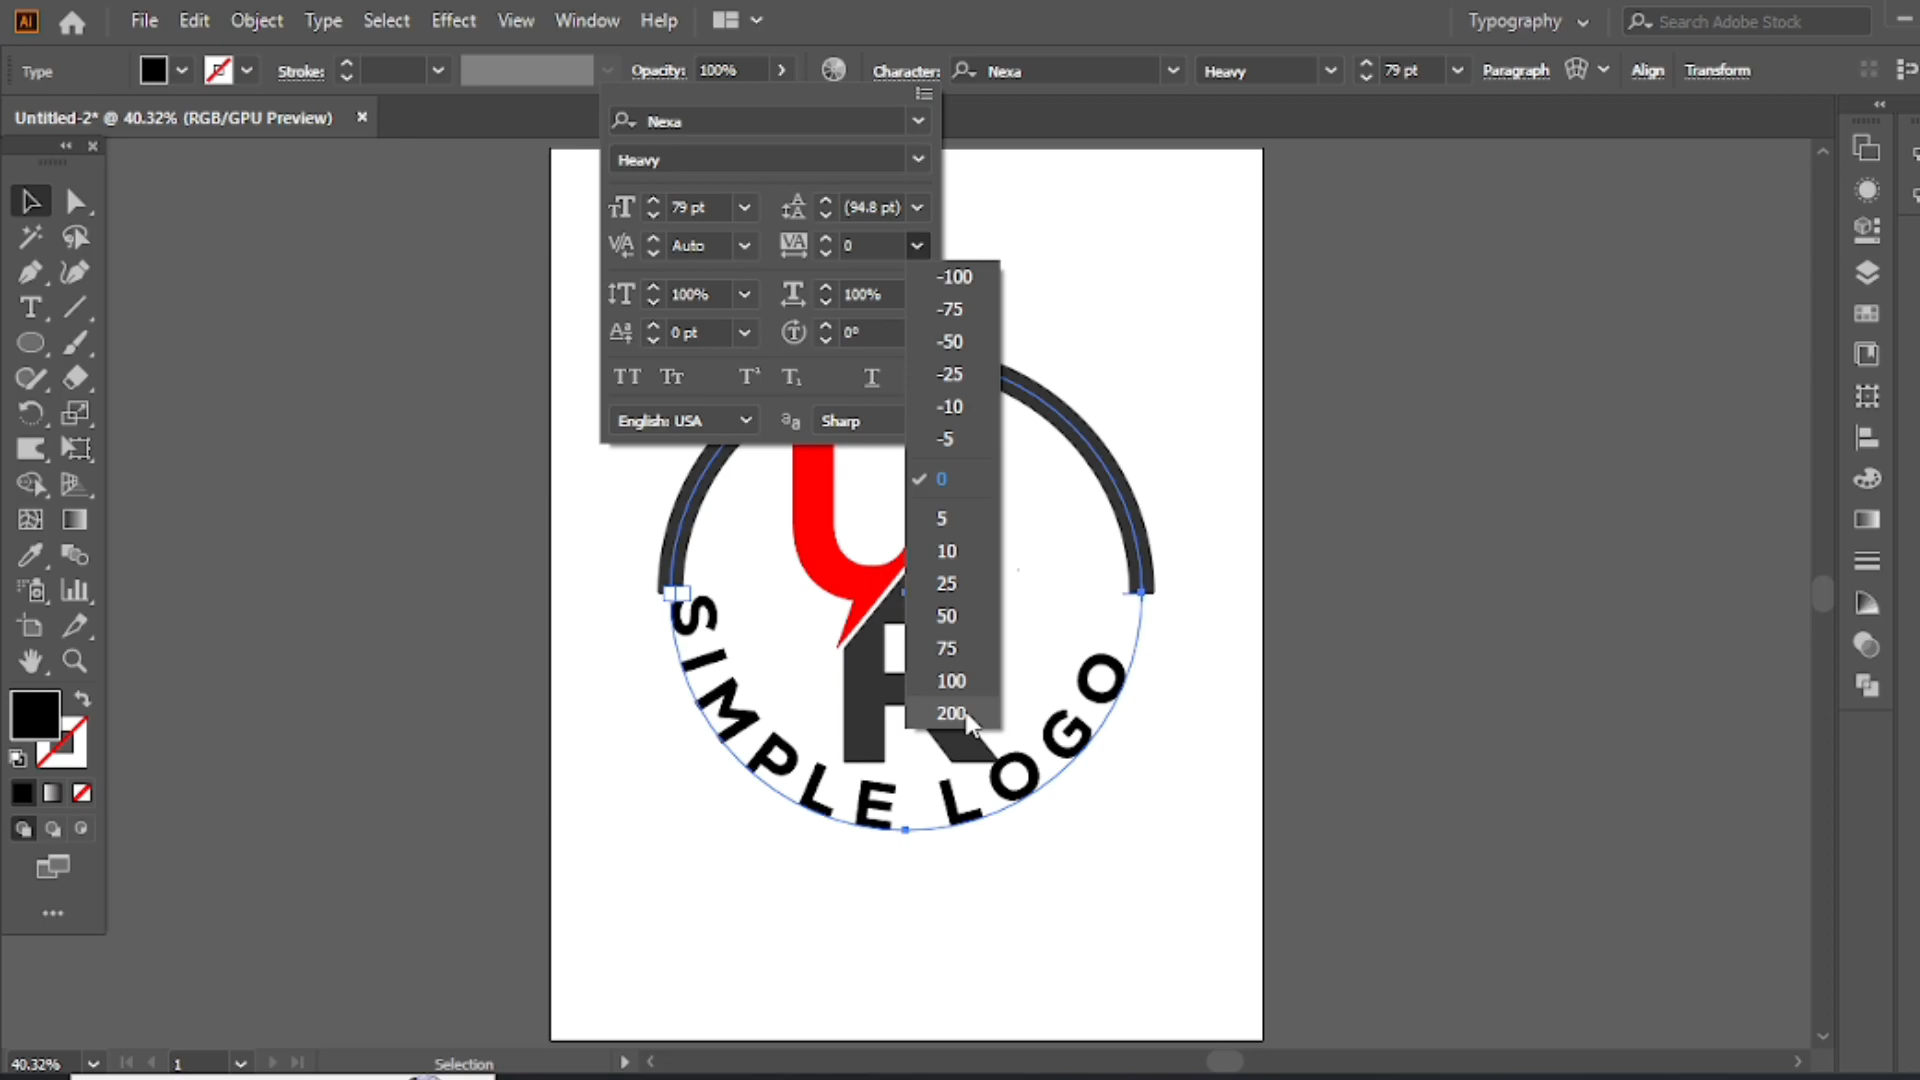 Ai File Edit Object Type Select Effect View Window Help Typography Search Adobe Stock
Type Stroke: Opacity: 100% Character: Nexa Heavy 79 pt Paragraph Align Transform
Untitled-2* @ 40.32% (RGB/GPU Preview)
Nexa
Heavy
79 pt (94.8 pt)
Auto 0
100% 100%
0 pt 0°
English: USA Sharp
-100
-75
-50
-25
-10
-5
0
5
10
25
50
75
100
200
SIMPLE LOGO
R
40.32% 1 Selection